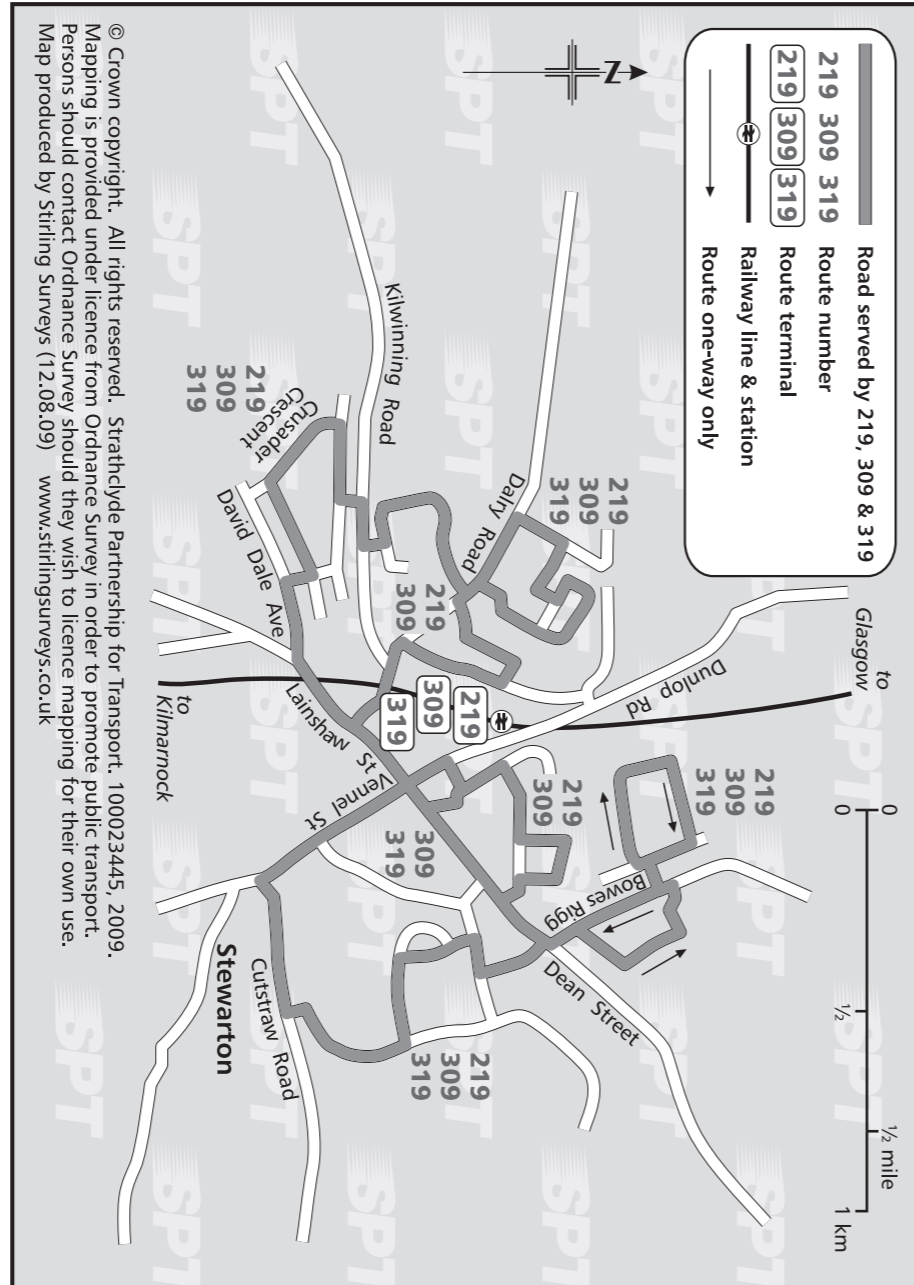 Road served by 219, 309 & 319
219 309 319 Route number
219 309 319 Route terminal
Railway line & station
Route one-way only
N
to
Glasgow
0
½
½ mile
0
1 km
Dunlop Rd
Dalry Road
Kilwinning Road
Crusader
Crescent
David Dale Ave
Lainshaw St
Vennel St
Bowes Rigg
Dean Street
Cutstraw Road
Stewarton
to
Kilmarnock
219
309
319
219
309
319
219
309
219
309
319
219
309
319
219
309
309
319
219
309
319
© Crown copyright. All rights reserved. Strathclyde Partnership for Transport. 100023445, 2009.
Mapping is provided under licence from Ordnance Survey in order to promote public transport.
Persons should contact Ordnance Survey should they wish to licence mapping for their own use.
Map produced by Stirling Surveys (12.08.09) www.stirlingsurveys.co.uk
SPT